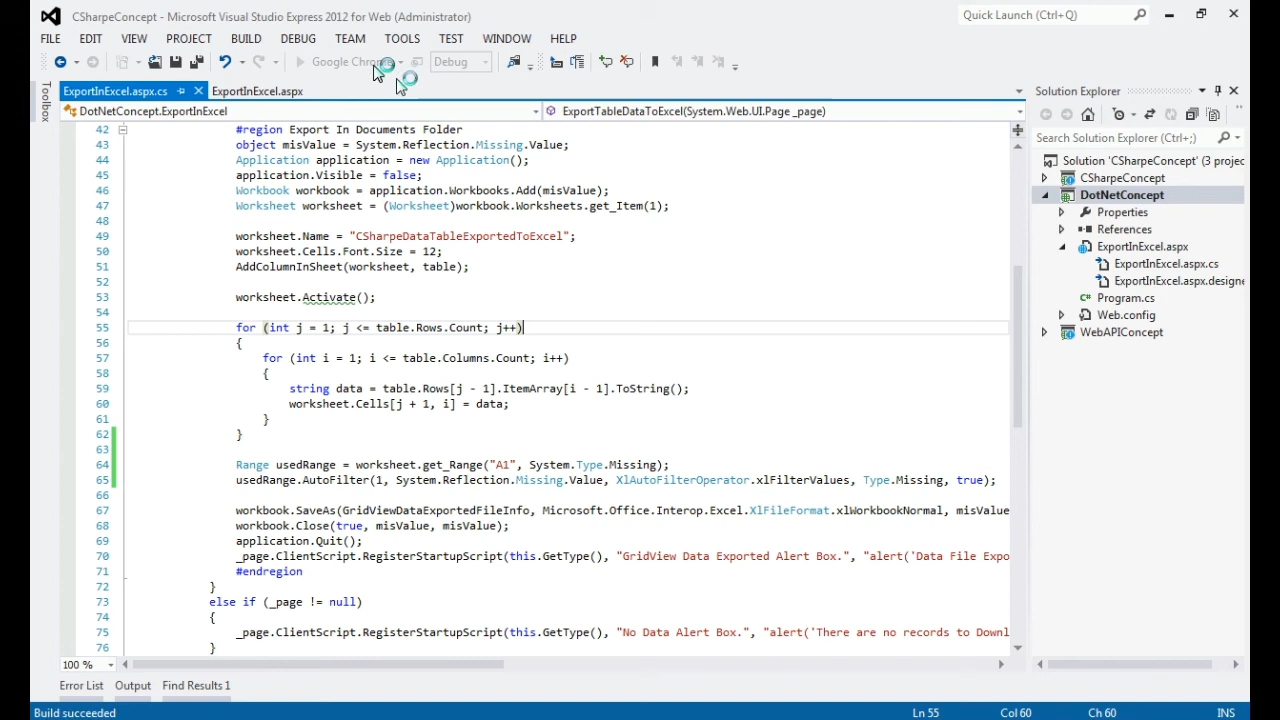 CSharpeConcept - Microsoft Visual Studio Express 2012 for Web (Administrator)
Quick Launch (Ctrl+Q)
FILE EDIT VIEW PROJECT BUILD DEBUG TEAM TOOLS TEST WINDOW HELP
Google Chrome Debug
Toolbox
ExportInExcel.aspx.cs ExportInExcel.aspx
DotNetConcept.ExportInExcel ExportTableDataToExcel(System.Web.UI.Page _page)
42 #region Export In Documents Folder
43 object misValue = System.Reflection.Missing.Value;
44 Application application = new Application();
45 application.Visible = false;
46 Workbook workbook = application.Workbooks.Add(misValue);
47 Worksheet worksheet = (Worksheet)workbook.Worksheets.get_Item(1);
48
49 worksheet.Name = "CSharpeDataTableExportedToExcel";
50 worksheet.Cells.Font.Size = 12;
51 AddColumnInSheet(worksheet, table);
52
53 worksheet.Activate();
54
55 for (int j = 1; j <= table.Rows.Count; j++)
56 {
57 for (int i = 1; i <= table.Columns.Count; i++)
58 {
59 string data = table.Rows[j - 1].ItemArray[i - 1].ToString();
60 worksheet.Cells[j + 1, i] = data;
61 }
62 }
63
64 Range usedRange = worksheet.get_Range("A1", System.Type.Missing);
65 usedRange.AutoFilter(1, System.Reflection.Missing.Value, XlAutoFilterOperator.xlFilterValues, Type.Missing, true);
66
67 workbook.SaveAs(GridViewDataExportedFileInfo, Microsoft.Office.Interop.Excel.XlFileFormat.xlWorkbookNormal, misValue
68 workbook.Close(true, misValue, misValue);
69 application.Quit();
70 _page.ClientScript.RegisterStartupScript(this.GetType(), "GridView Data Exported Alert Box.", "alert('Data File Expo
71 #endregion
72 }
73 else if (_page != null)
74 {
75 _page.ClientScript.RegisterStartupScript(this.GetType(), "No Data Alert Box.", "alert('There are no records to Downl
76 }
100 %
Solution Explorer
Search Solution Explorer (Ctrl+;)
Solution 'CSharpeConcept' (3 projec
CSharpeConcept
DotNetConcept
Properties
References
ExportInExcel.aspx
ExportInExcel.aspx.cs
ExportInExcel.aspx.designe
Program.cs
Web.config
WebAPIConcept
Error List Output Find Results 1
Build succeeded Ln 55 Col 60 Ch 60 INS